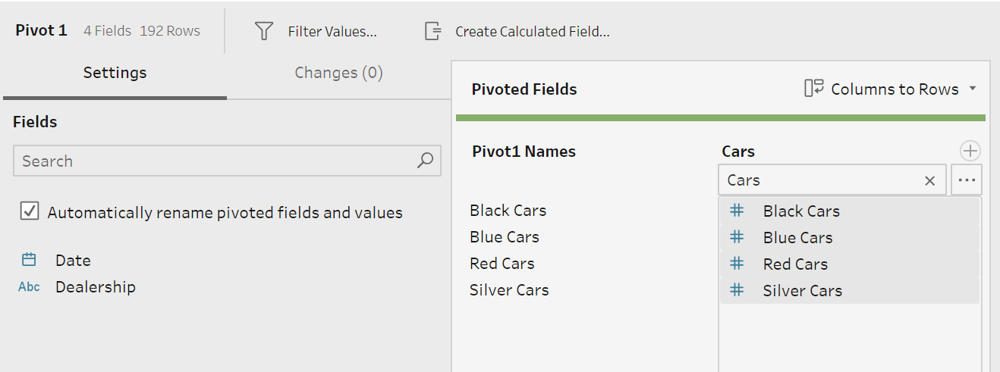 Pivot 1 4 Fields 192 Rows Filter Values... Create Calculated Field...
Settings Changes (0)
Fields
Search
Automatically rename pivoted fields and values
Date
Abc Dealership
Pivoted Fields Columns to Rows
Pivot1 Names Cars
Cars
Black Cars # Black Cars
Blue Cars # Blue Cars
Red Cars # Red Cars
Silver Cars # Silver Cars